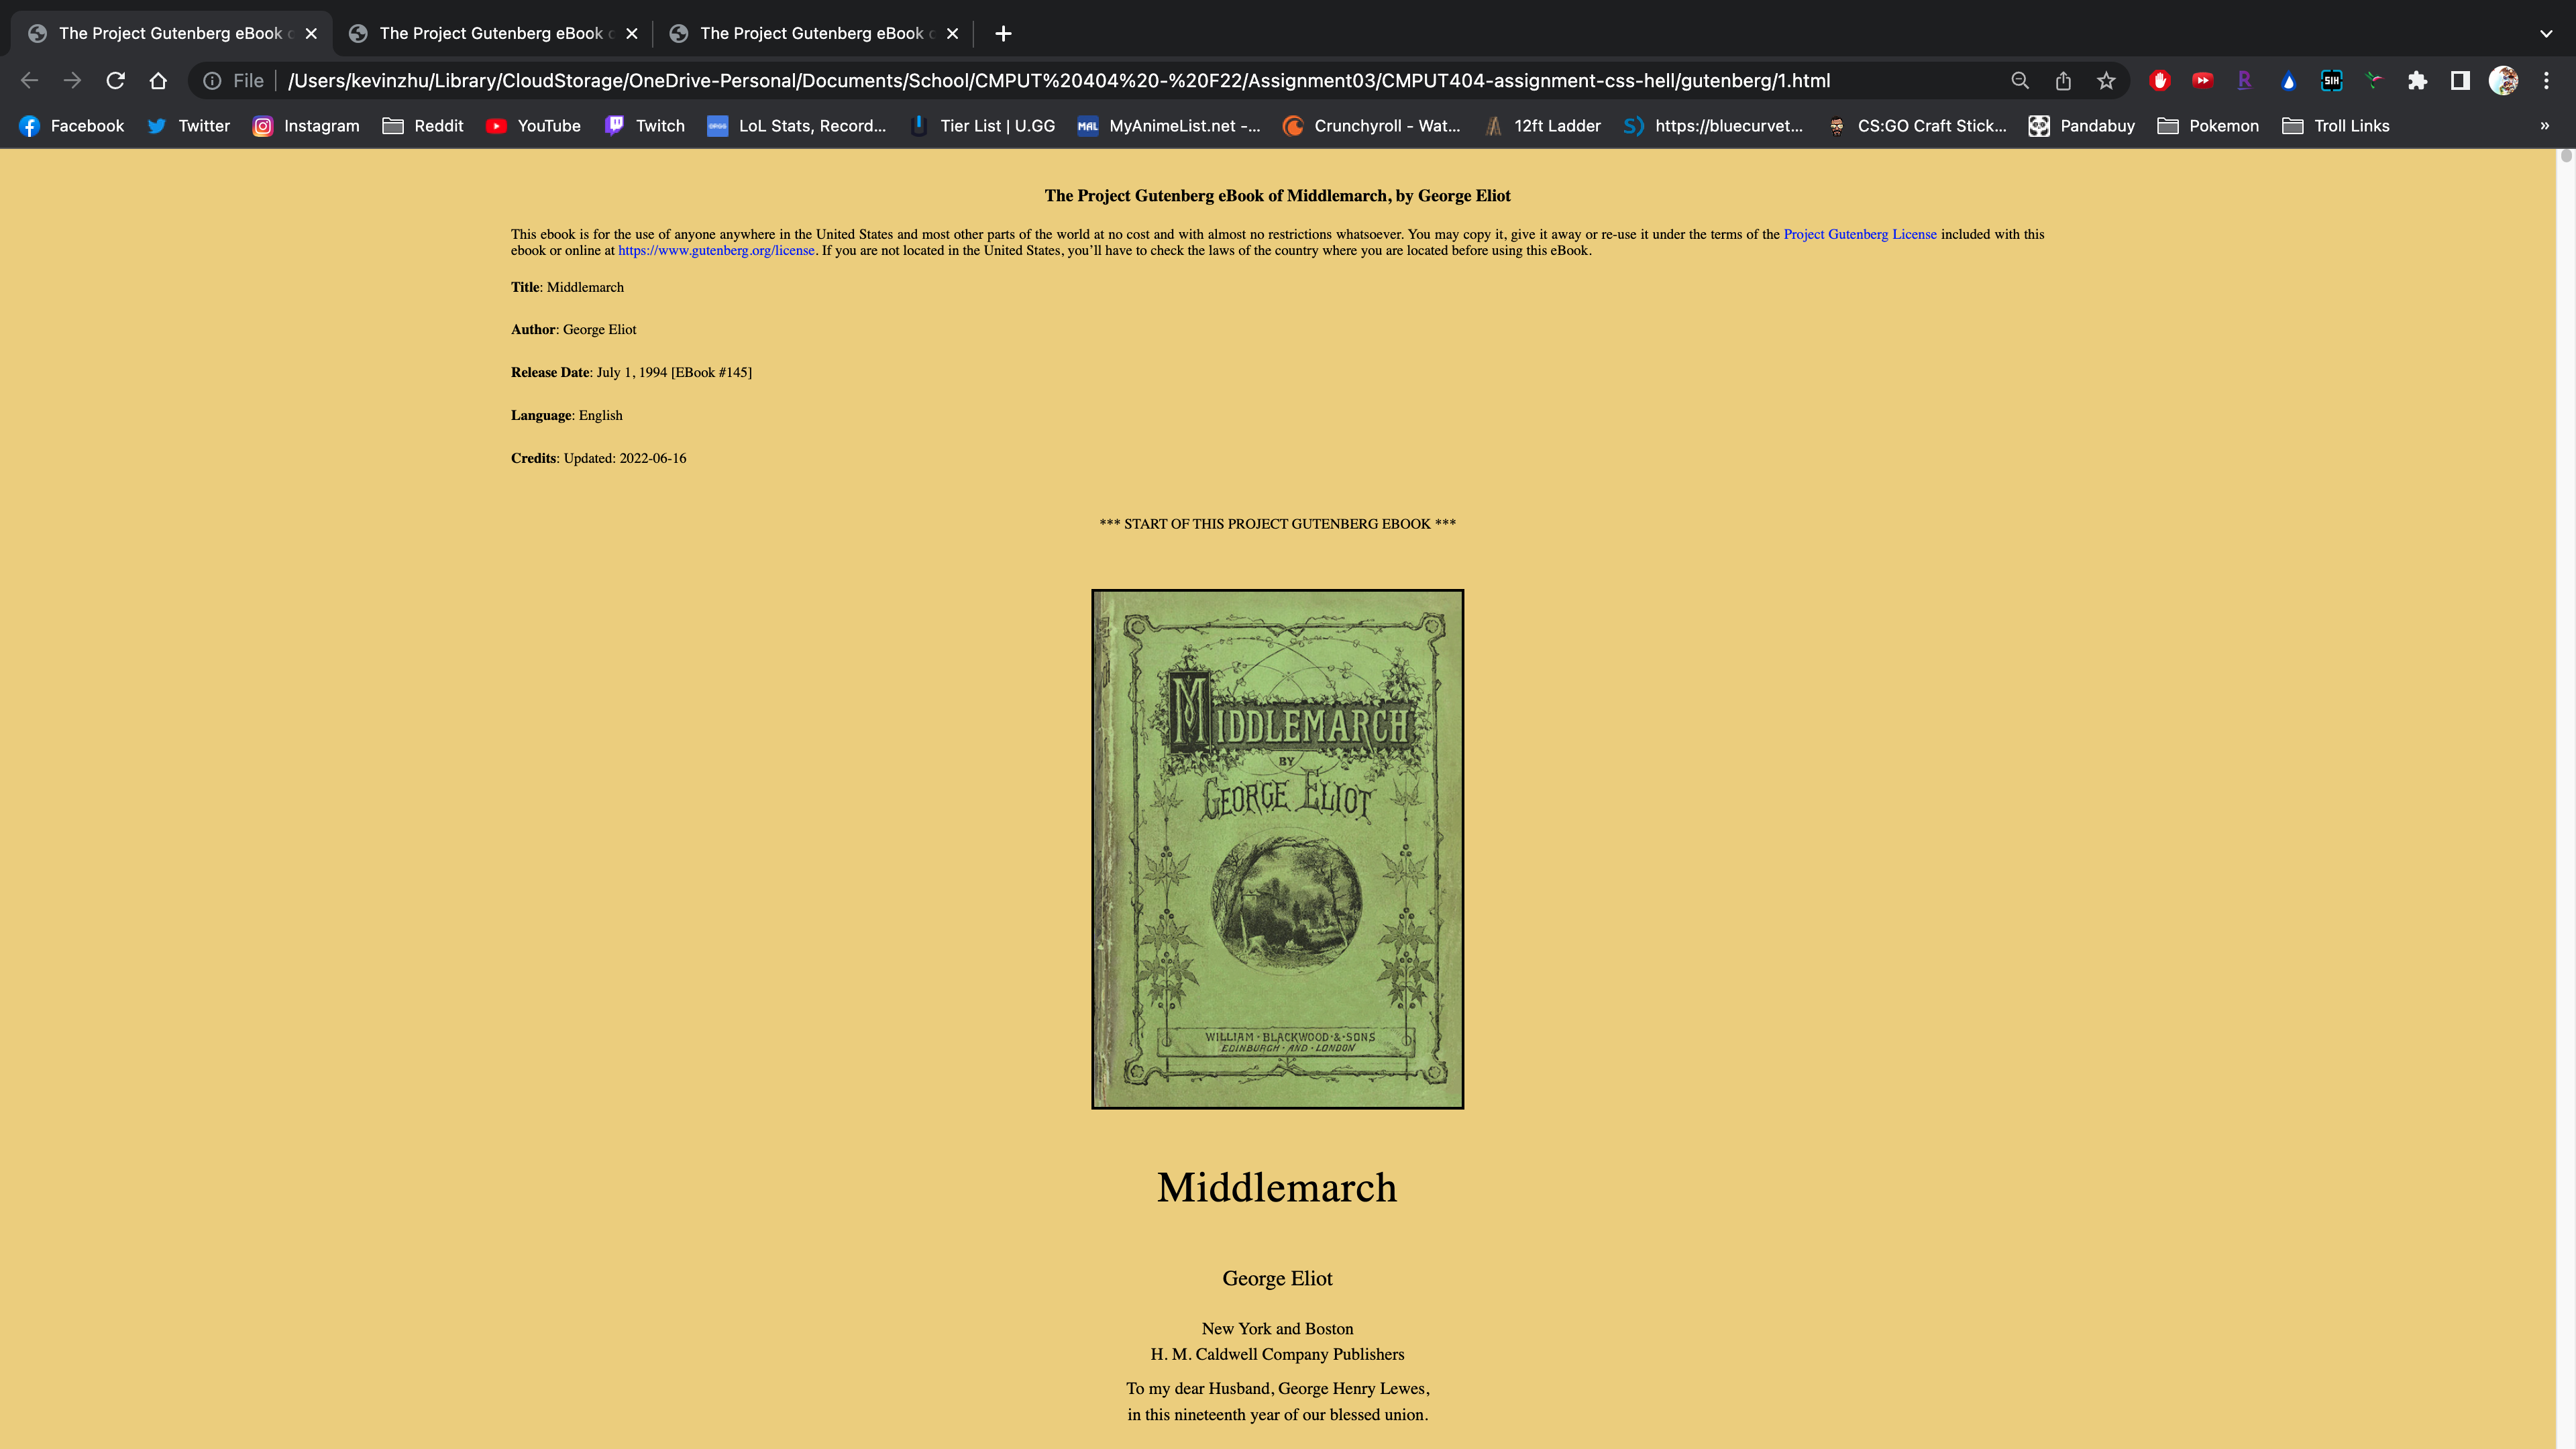 The Project Gutenberg eBook
The Project Gutenberg eBook
The Project Gutenberg eBook
File /Users/kevinzhu/Library/CloudStorage/OneDrive-Personal/Documents/School/CMPUT%20404%20-%20F22/Assignment03/CMPUT404-assignment-css-hell/gutenberg/1.html
SIH
Facebook Twitter Instagram Reddit YouTube Twitch LoL Stats, Record... Tier List | U.GG MAL MyAnimeList.net -... Crunchyroll - Wat... 12ft Ladder https://bluecurvet... CS:GO Craft Stick... Pandabuy Pokemon Troll Links »
The Project Gutenberg eBook of Middlemarch, by George Eliot
This ebook is for the use of anyone anywhere in the United States and most other parts of the world at no cost and with almost no restrictions whatsoever. You may copy it, give it away or re-use it under the terms of the Project Gutenberg License included with this
ebook or online at https://www.gutenberg.org/license. If you are not located in the United States, you’ll have to check the laws of the country where you are located before using this eBook.
Title: Middlemarch
Author: George Eliot
Release Date: July 1, 1994 [EBook #145]
Language: English
Credits: Updated: 2022-06-16
*** START OF THIS PROJECT GUTENBERG EBOOK ***
MIDDLEMARCH
BY
GEORGE ELIOT
WILLIAM · BLACKWOOD · & · SONS
EDINBURGH · AND · LONDON
Middlemarch
George Eliot
New York and Boston
H. M. Caldwell Company Publishers
To my dear Husband, George Henry Lewes,
in this nineteenth year of our blessed union.